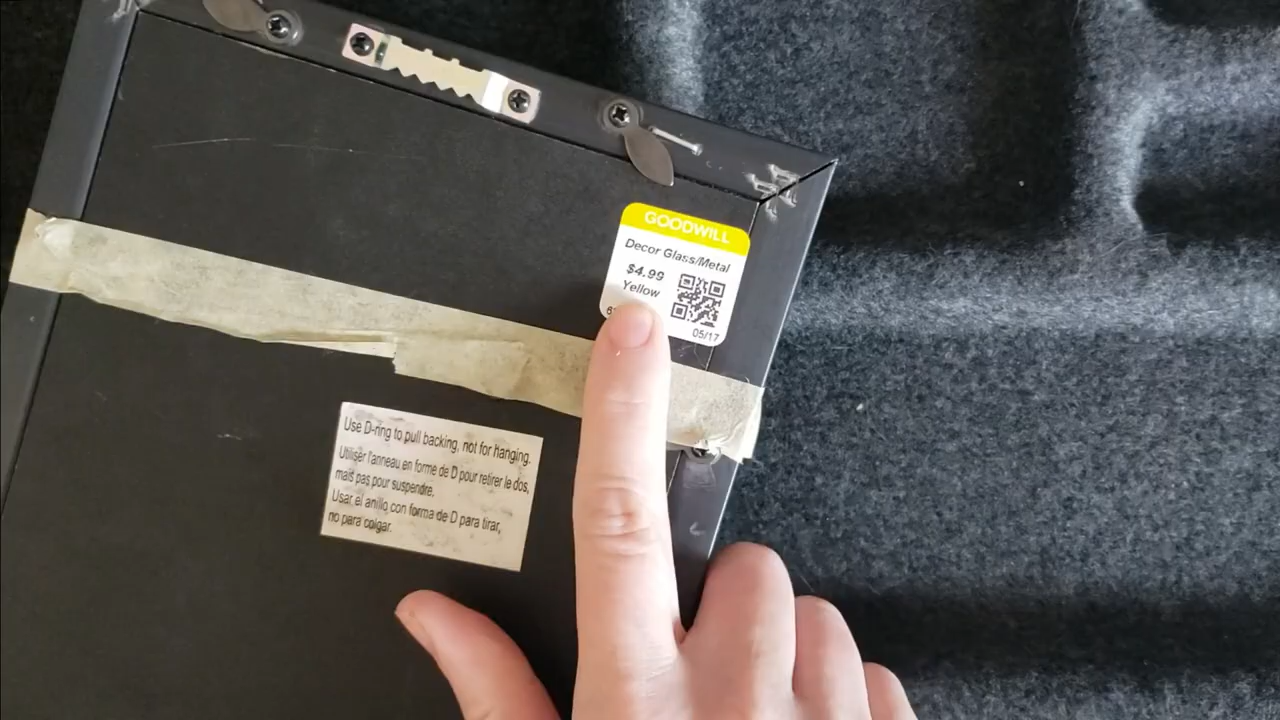 GOODWILL
Decor Glass/Metal
$4.99
Yellow
05/17
Use D-ring to pull backing, not for hanging.
Utiliser l'anneau en forme de D pour retirer le dos,
mais pas pour suspendre.
Usar el anillo con forma de D para tirar,
no para colgar.